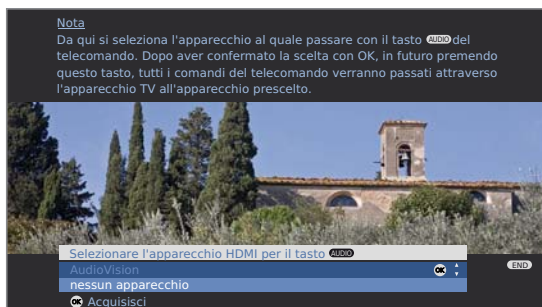 Nota
Da qui si seleziona l'apparecchio al quale passare con il tasto AUDIO del
telecomando. Dopo aver confermato la scelta con OK, in futuro premendo
questo tasto, tutti i comandi del telecomando verranno passati attraverso
l'apparecchio TV all'apparecchio prescelto.
Selezionare l'apparecchio HDMI per il tasto AUDIO
AudioVision OK
END
nessun apparecchio
OK Acquisisci